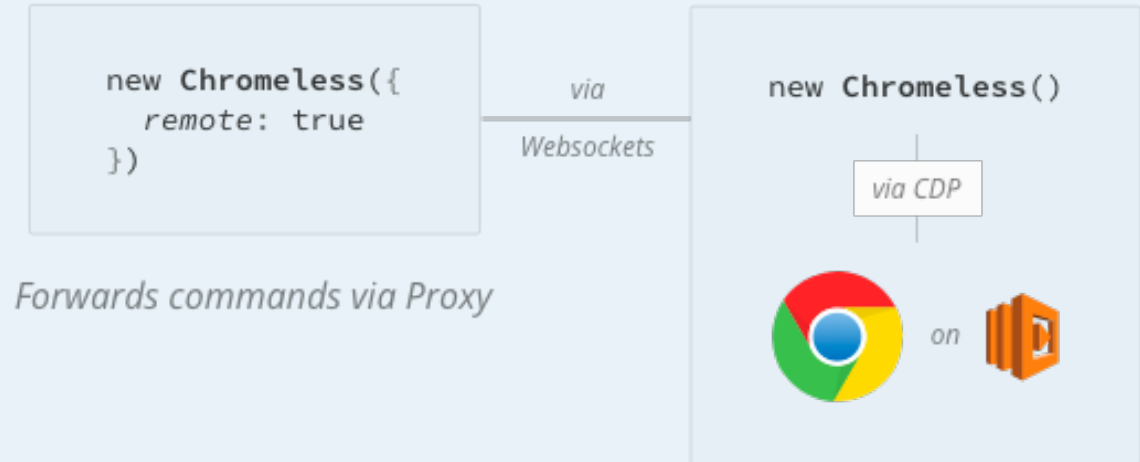 new Chromeless({
remote: true
})
via
Websockets
Forwards commands via Proxy
new Chromeless()
via CDP
on